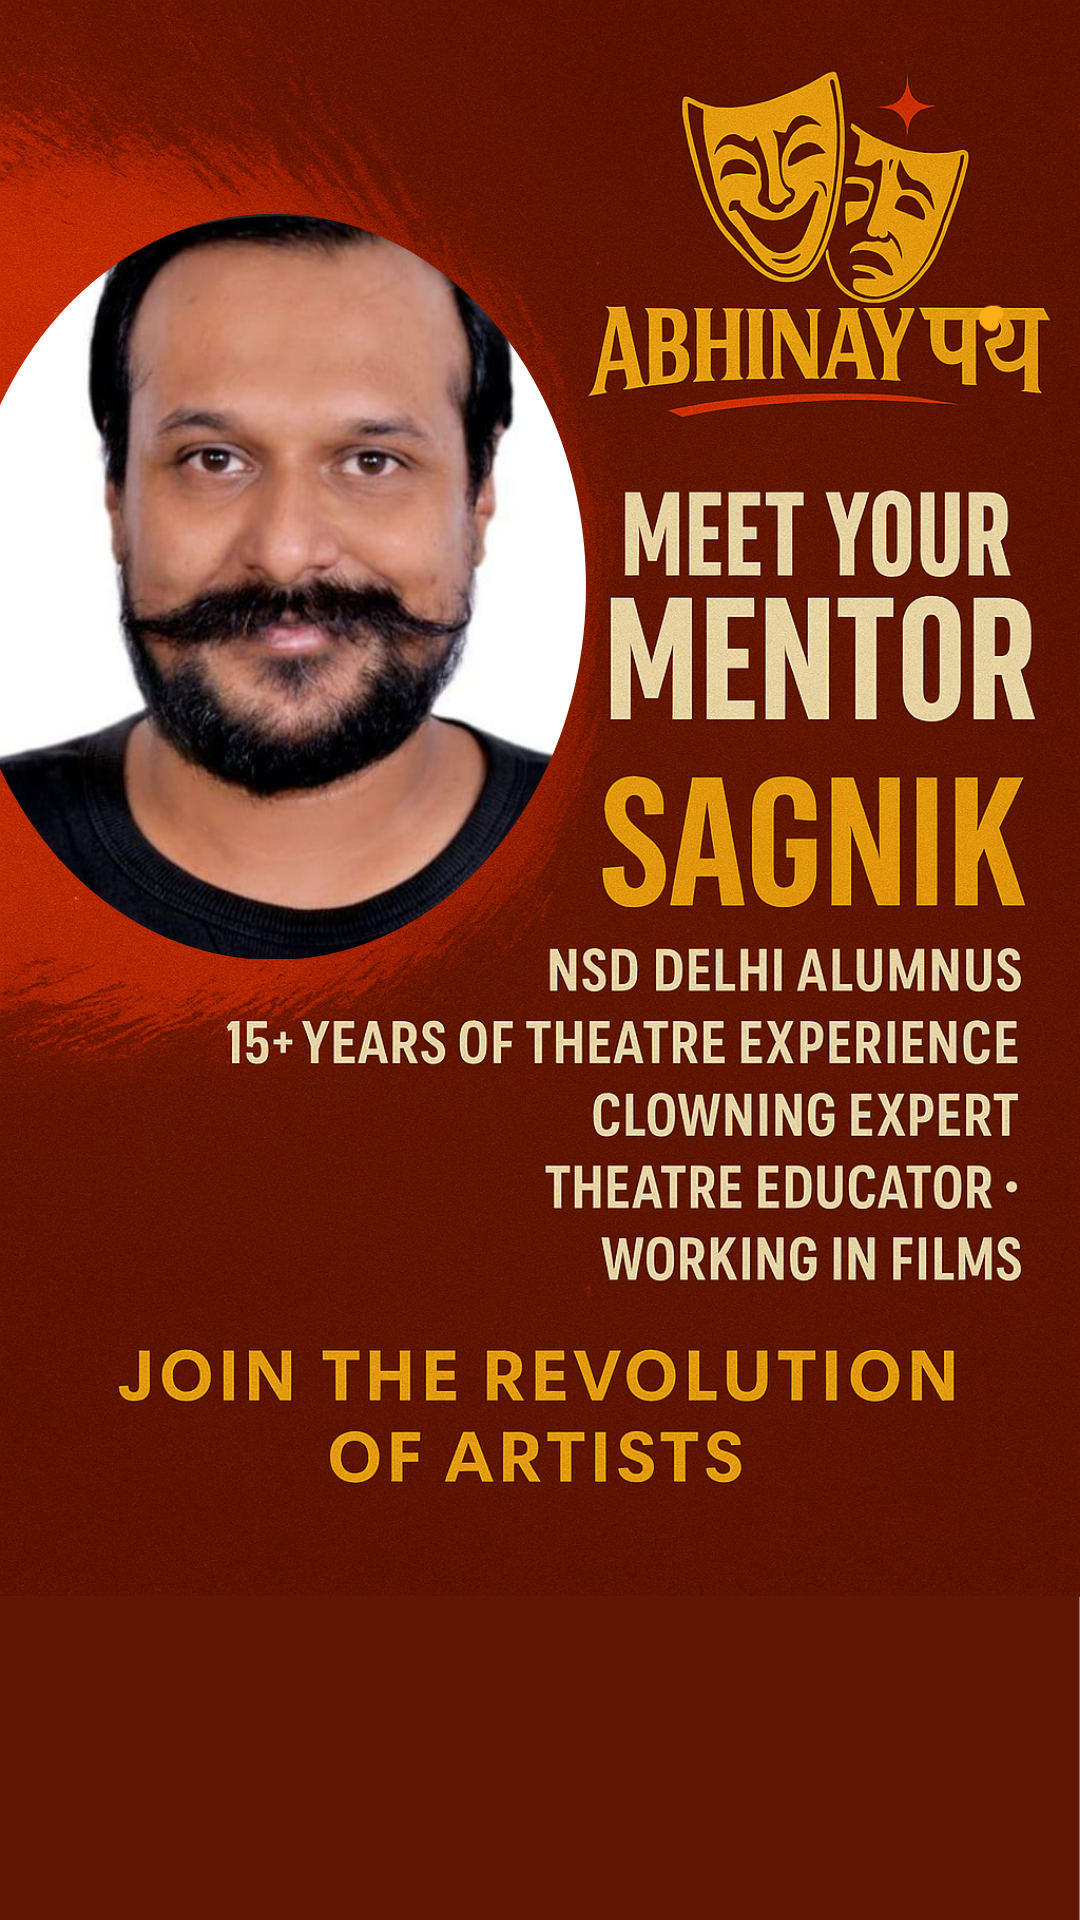 ABHINAY पथ
MEET YOUR
MENTOR
SAGNIK
NSD DELHI ALUMNUS
15+ YEARS OF THEATRE EXPERIENCE
CLOWNING EXPERT
THEATRE EDUCATOR •
WORKING IN FILMS
JOIN THE REVOLUTION
OF ARTISTS